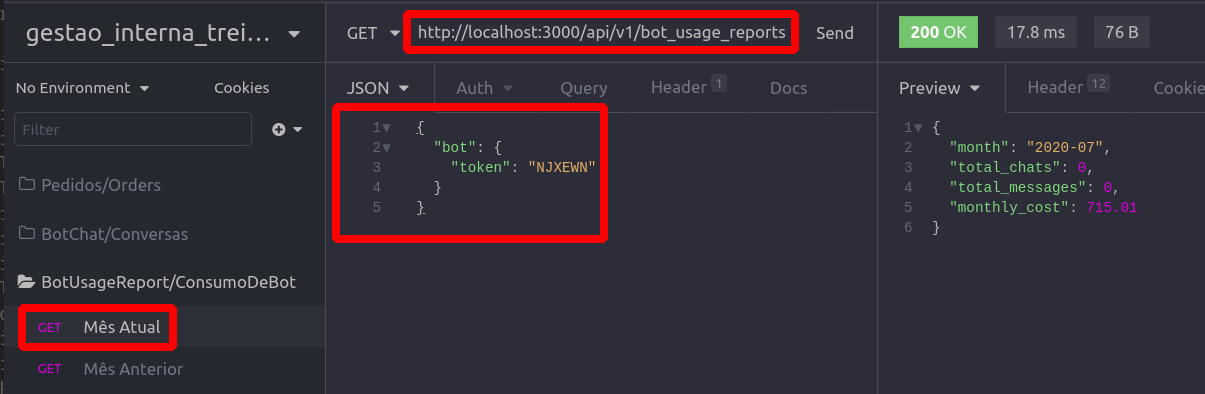 gestao_interna_trei...
GET http://localhost:3000/api/v1/bot_usage_reports Send
200 OK 17.8 ms 76 B
No Environment Cookies
Filter
Pedidos/Orders
BotChat/Conversas
BotUsageReport/ConsumoDeBot
GET Mês Atual
GET Mês Anterior
JSON Auth Query Header 1 Docs
1 {
2 "bot": {
3 "token": "NJXEWN"
4 }
5 }
Preview Header 12 Cookie
1 {
2 "month": "2020-07",
3 "total_chats": 0,
4 "total_messages": 0,
5 "monthly_cost": 715.01
6 }